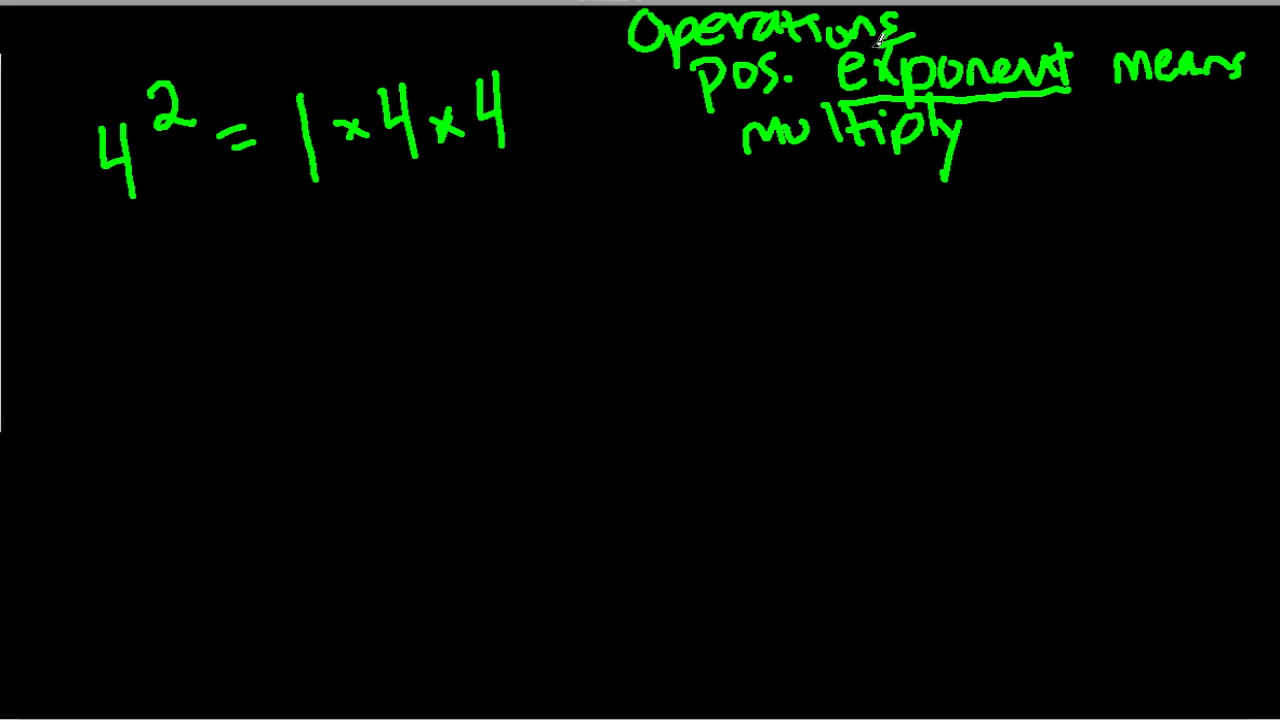 Operations
pos. exponent means
multiply
4² = 1 × 4 × 4